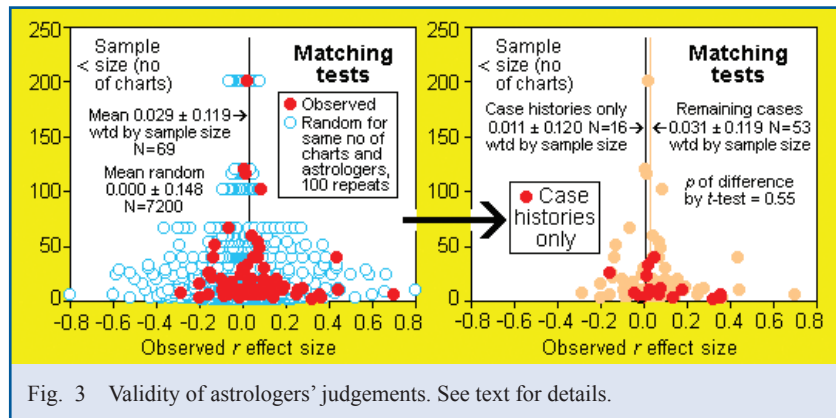 250
200
150
100
50
0
Sample
< size (no
of charts)
Mean 0.029 ± 0.119
wtd by sample size
N=69
Mean random
0.000 ± 0.148
N=7200
Matching
tests
Observed
Random for
same no of
charts and
astrologers,
100 repeats
-0.8 -0.6 -0.4 -0.2 0.0 0.2 0.4 0.6 0.8
Observed r effect size
250
200
150
100
50
0
Sample
< size (no
of charts)
Matching
tests
Case histories only
0.011 ± 0.120 N=16
wtd by sample size
Remaining cases
0.031 ± 0.119 N=53
wtd by sample size
p of difference
by t-test = 0.55
Case
histories
only
-0.8 -0.6 -0.4 -0.2 0.0 0.2 0.4 0.6 0.8
Observed r effect size
Fig. 3 Validity of astrologers' judgements. See text for details.